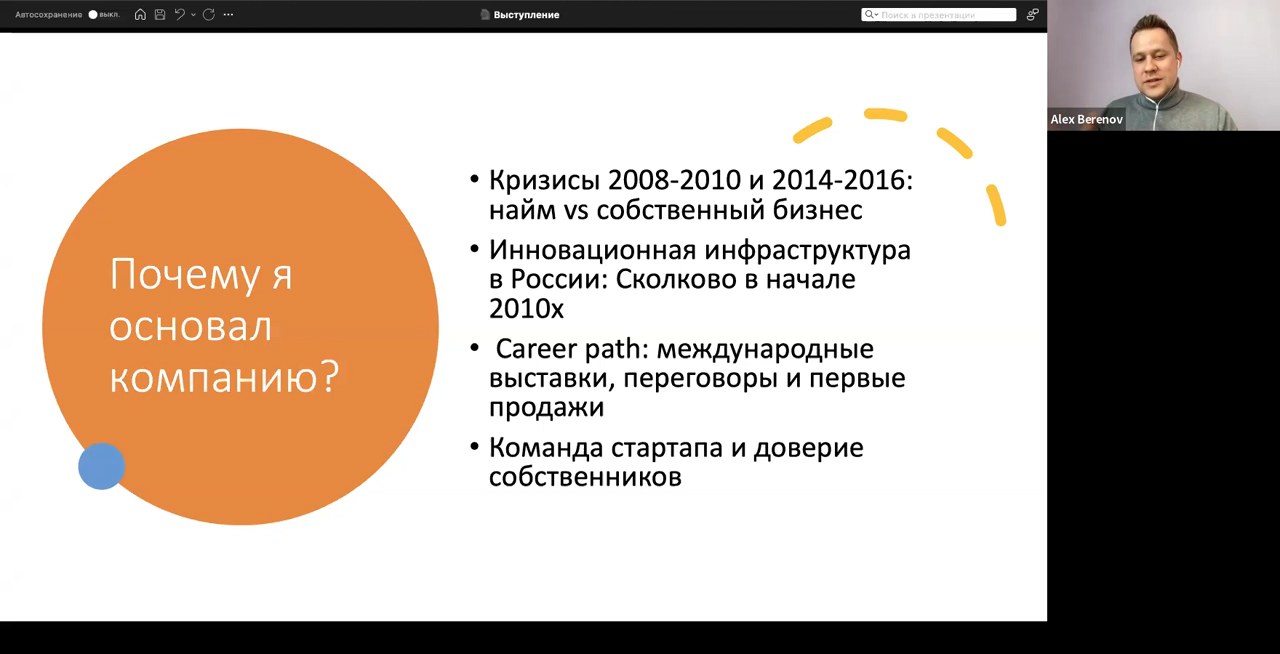 Автосохранение выкл.
Выступление
Поиск в презентации
Alex Berenov
Почему я
основал
компанию?
• Кризисы 2008-2010 и 2014-2016:
найм vs собственный бизнес
• Инновационная инфраструктура
в России: Сколково в начале
2010х
• Career path: международные
выставки, переговоры и первые
продажи
• Команда стартапа и доверие
собственников